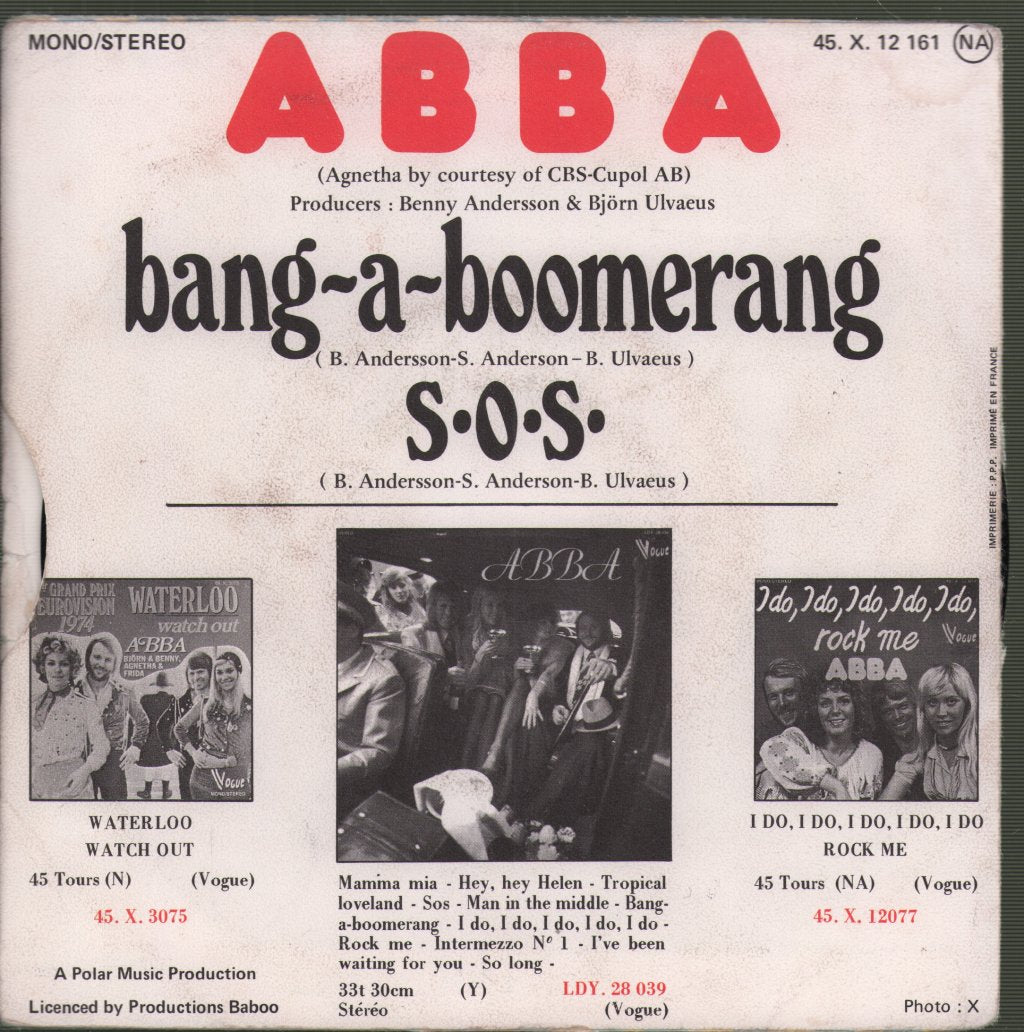 MONO/STEREO
45. X. 12 161 NA
ABBA
(Agnetha by courtesy of CBS-Cupol AB)
Producers : Benny Andersson & Björn Ulvaeus
bang~a~boomerang
( B. Andersson-S. Anderson – B. Ulvaeus )
S•O•S•
( B. Andersson-S. Anderson-B. Ulvaeus )
IMPRIMERIE : P.P.P. IMPRIMÉ EN FRANCE
GRAND PRIX
EUROVISION
1974
WATERLOO
watch out
ABBA
BJÖRN & BENNY,
AGNETHA &
FRIDA
VOGUE
MONO/STEREO
WATERLOO
WATCH OUT
45 Tours (N) (Vogue)
45. X. 3075
ABBA
VOGUE
Mamma mia - Hey, hey Helen - Tropical
loveland - Sos - Man in the middle - Bang-
a-boomerang - I do, I do, I do, I do, I do -
Rock me - Intermezzo Nº 1 - I've been
waiting for you - So long -
33t 30cm (Y) LDY. 28 039
Stéréo (Vogue)
I do, I do, I do, I do, I do,
rock me
VOGUE
ABBA
I DO, I DO, I DO, I DO, I DO
ROCK ME
45 Tours (NA) (Vogue)
45. X. 12077
A Polar Music Production
Licenced by Productions Baboo
Photo : X